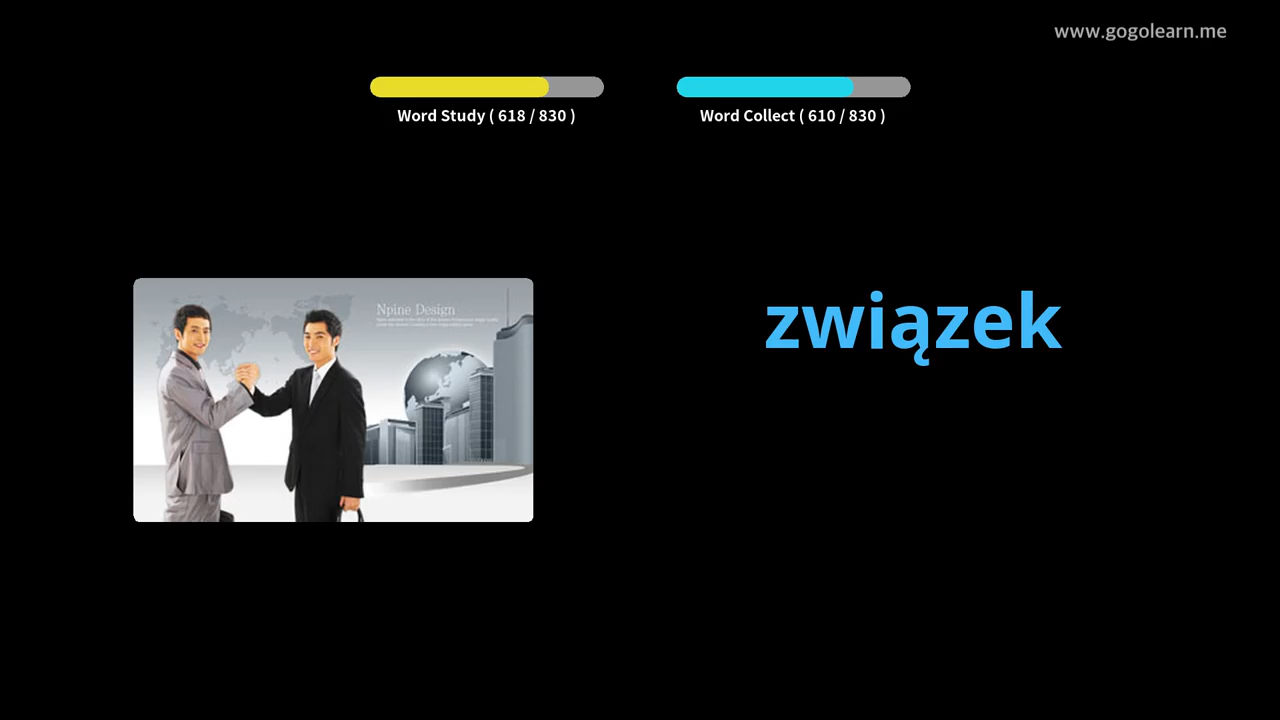 www.gogolearn.me
Word Study ( 618 / 830 )
Word Collect ( 610 / 830 )
Npine Design
związek